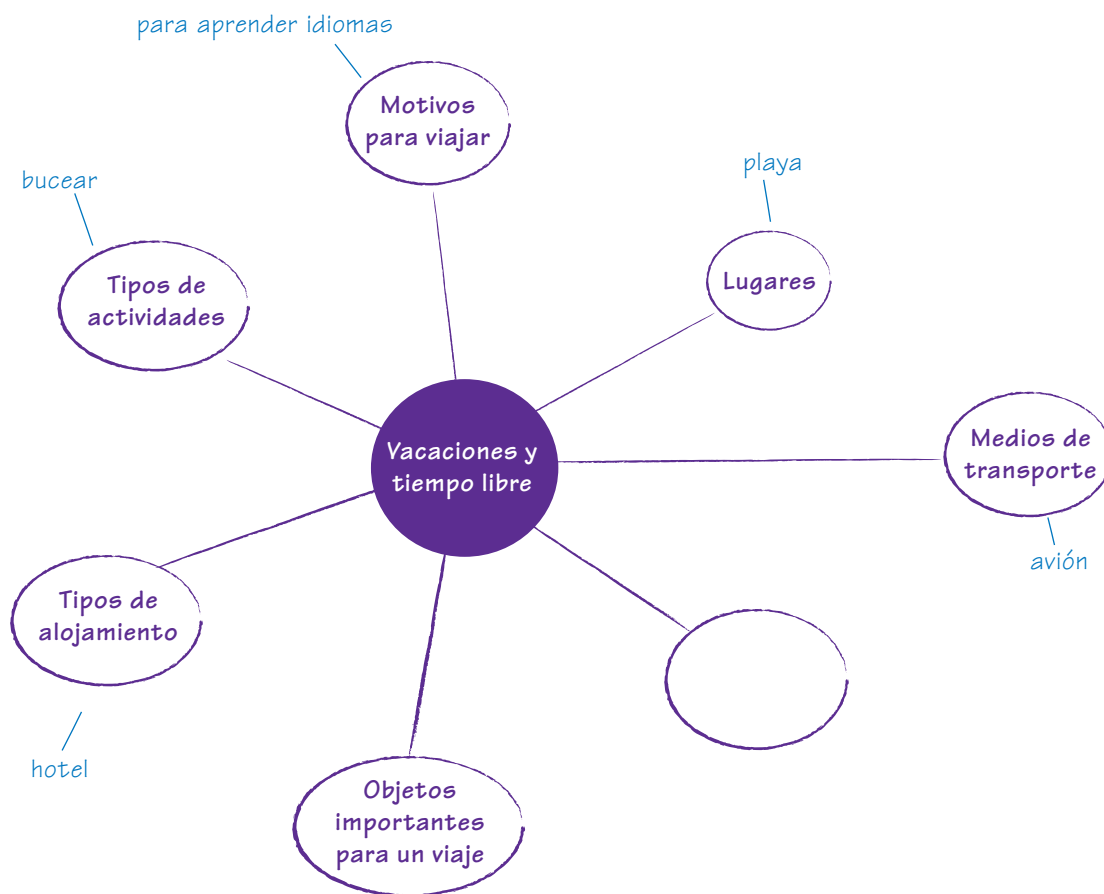 para aprender idiomas
Motivos
para viajar
playa
bucear
Lugares
Tipos de
actividades
Medios de
transporte
Vacaciones y
tiempo libre
avión
Tipos de
alojamiento
hotel
Objetos
importantes
para un viaje